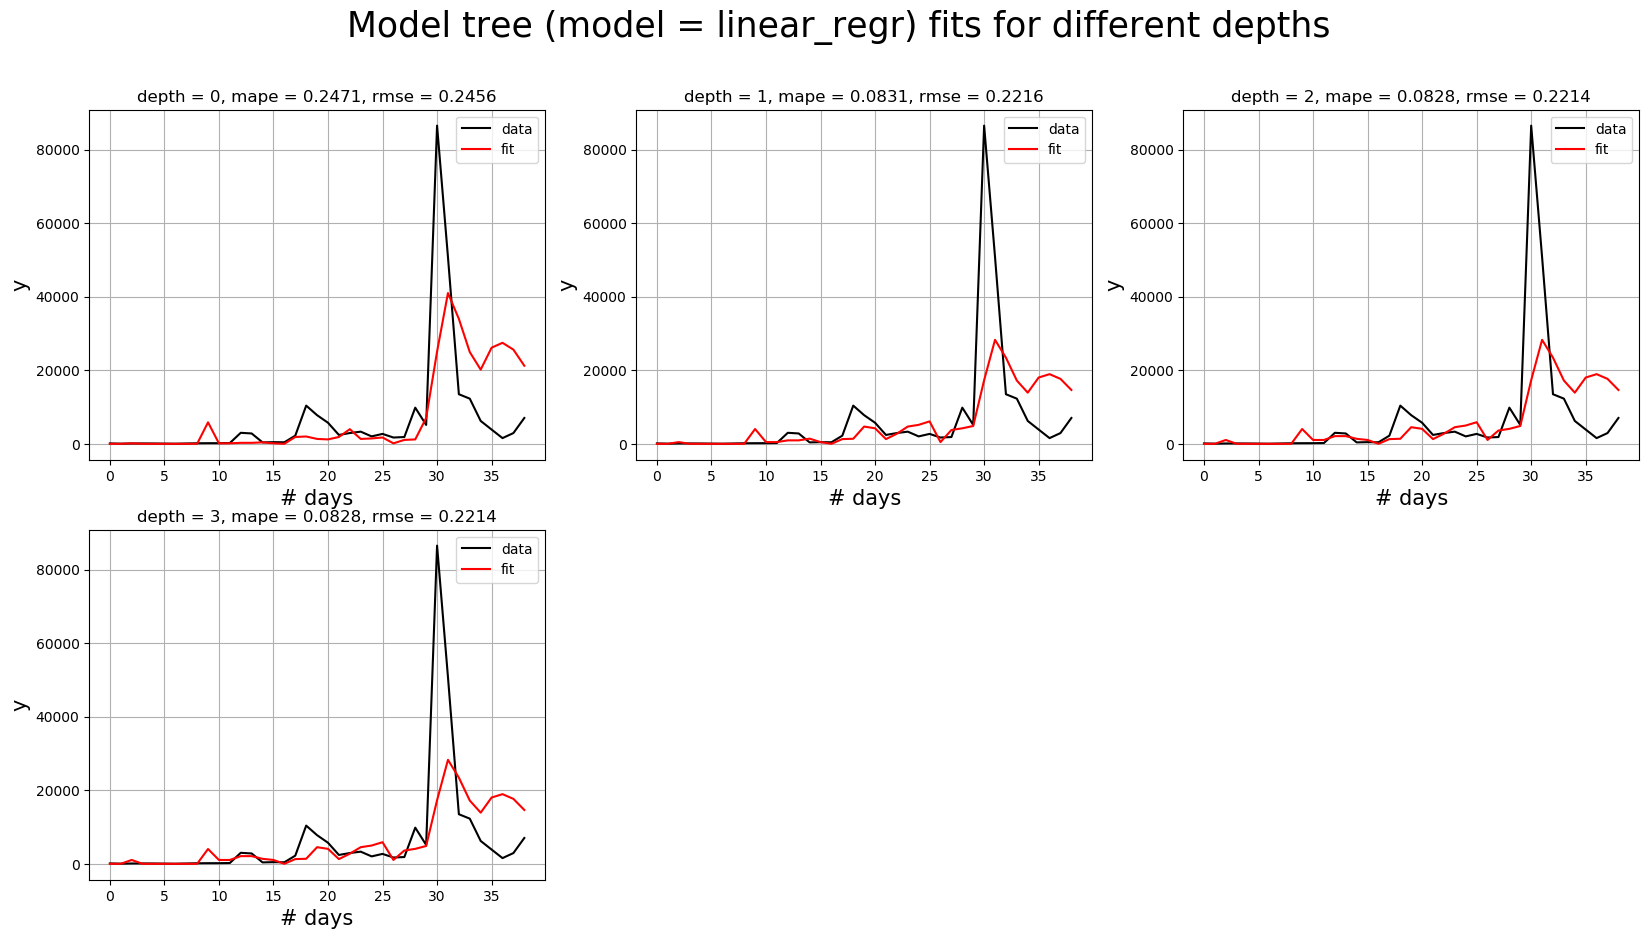 Model tree (model = linear_regr) fits for different depths
depth = 0, mape = 0.2471, rmse = 0.2456
data
fit
y
80000
60000
40000
20000
0
0 5 10 15 20 25 30 35
# days
depth = 1, mape = 0.0831, rmse = 0.2216
data
fit
y
80000
60000
40000
20000
0
0 5 10 15 20 25 30 35
# days
depth = 2, mape = 0.0828, rmse = 0.2214
data
fit
y
80000
60000
40000
20000
0
0 5 10 15 20 25 30 35
# days
depth = 3, mape = 0.0828, rmse = 0.2214
data
fit
y
80000
60000
40000
20000
0
0 5 10 15 20 25 30 35
# days